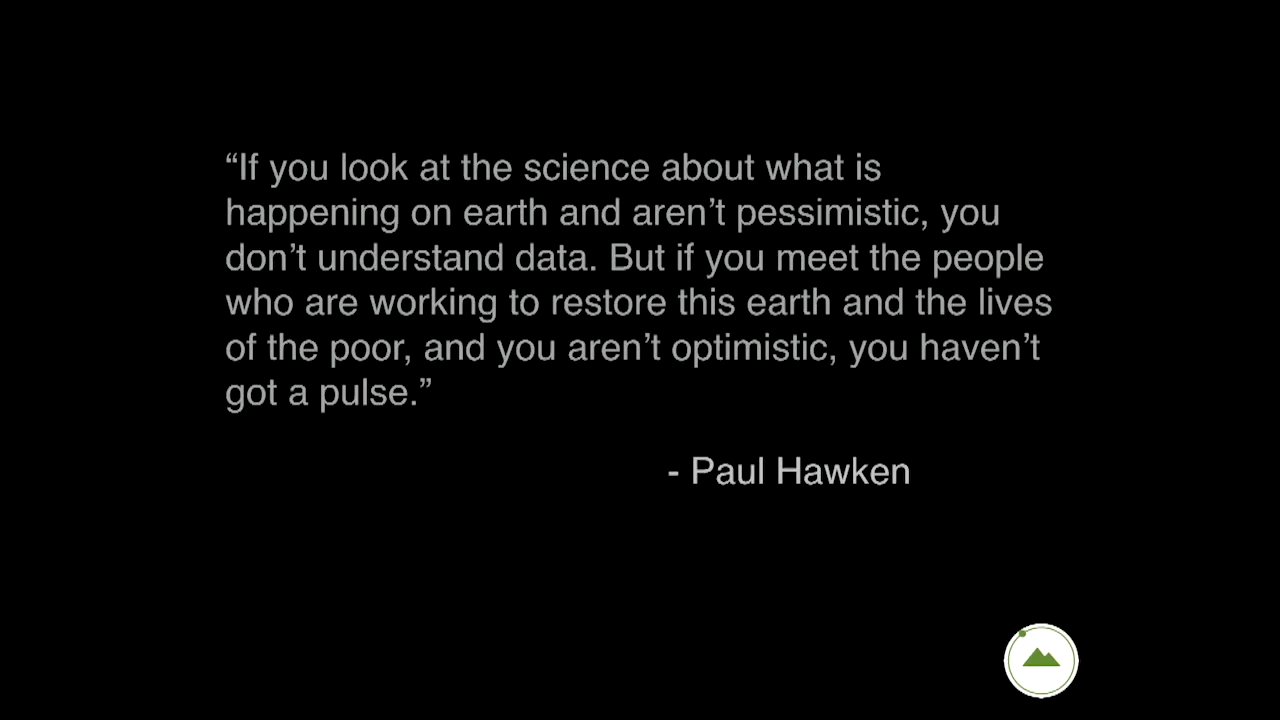 “If you look at the science about what is
happening on earth and aren’t pessimistic, you
don’t understand data. But if you meet the people
who are working to restore this earth and the lives
of the poor, and you aren’t optimistic, you haven’t
got a pulse.”
- Paul Hawken